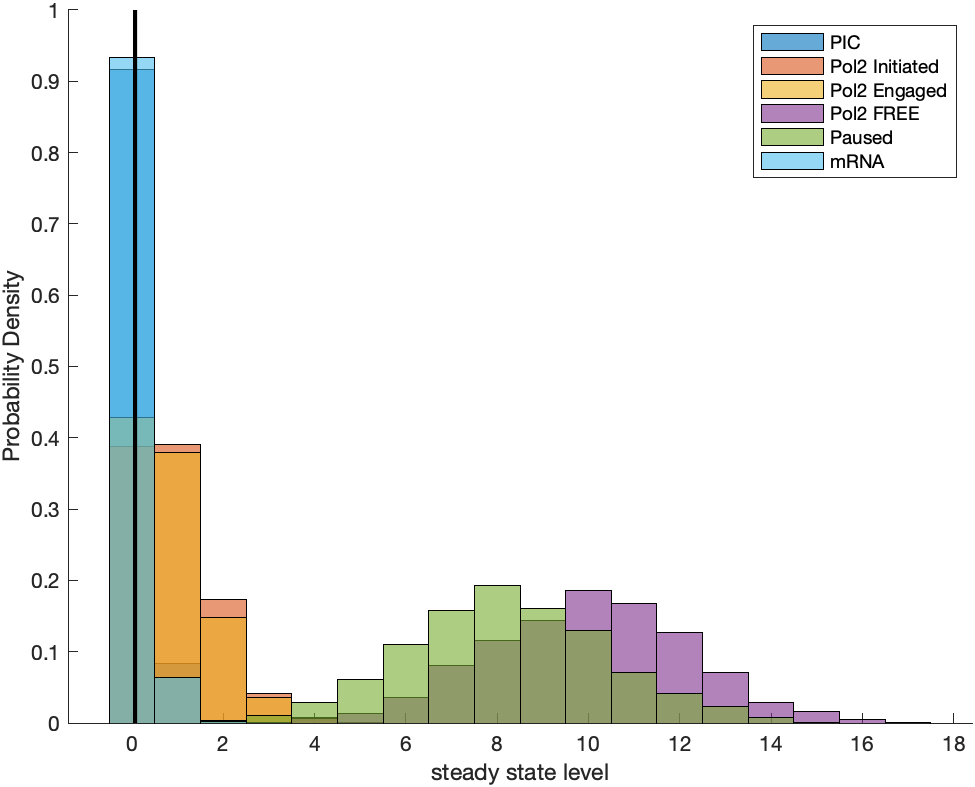 1
0.9
0.8
0.7
0.6
0.5
0.4
0.3
0.2
0.1
0
Probability Density
PIC
Pol2 Initiated
Pol2 Engaged
Pol2 FREE
Paused
mRNA
0 2 4 6 8 10 12 14 16 18
steady state level